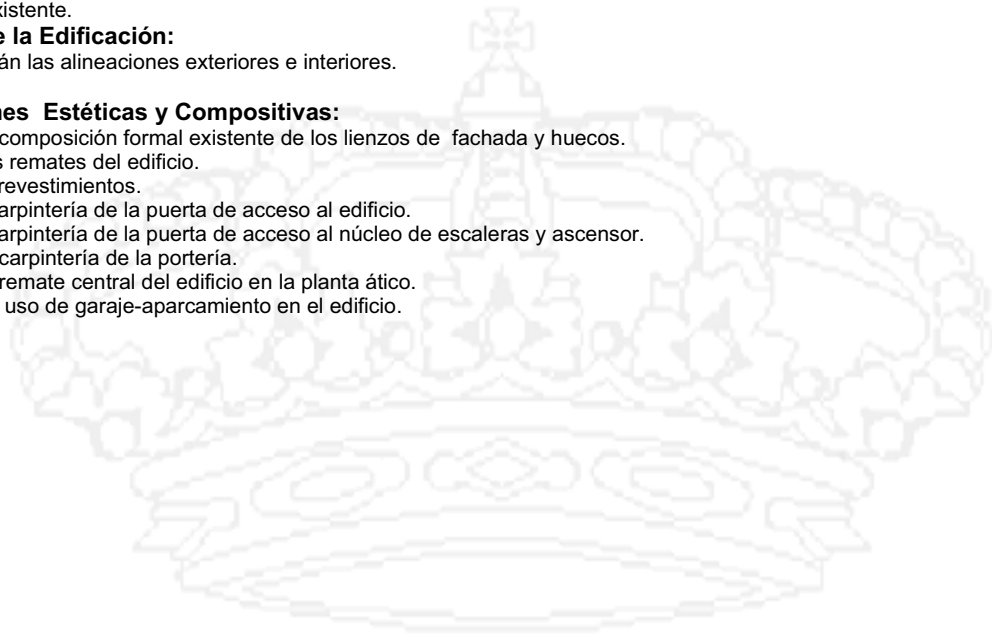 xistente.
e la Edificación:
án las alineaciones exteriores e interiores.
nes Estéticas y Compositivas:
composición formal existente de los lienzos de fachada y huecos.
s remates del edificio.
revestimientos.
arpintería de la puerta de acceso al edificio.
arpintería de la puerta de acceso al núcleo de escaleras y ascensor.
carpintería de la portería.
remate central del edificio en la planta ático.
uso de garaje-aparcamiento en el edificio.